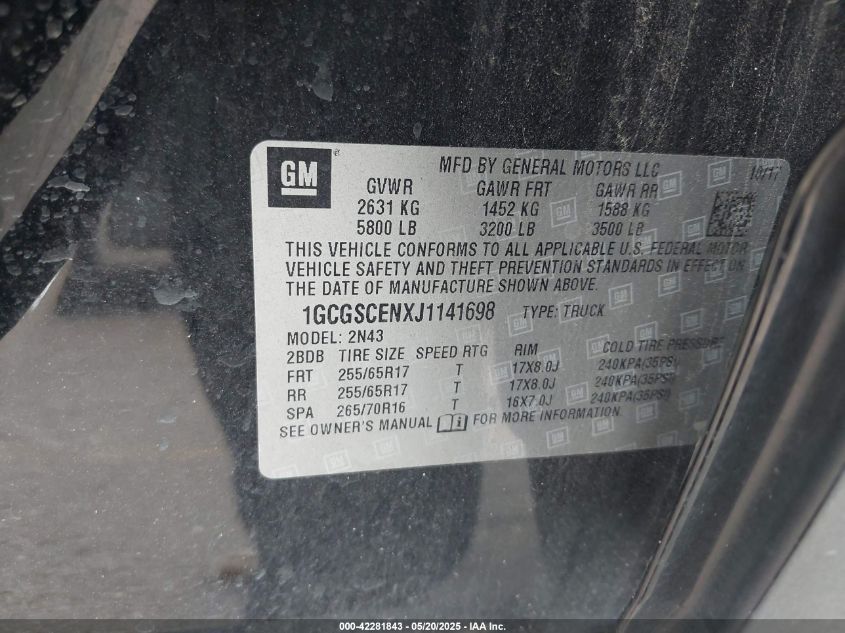 GM
MFD BY GENERAL MOTORS LLC 10/17
GVWR GAWR FRT GAWR RR
2631 KG 1452 KG 1588 KG
5800 LB 3200 LB 3500 LB
THIS VEHICLE CONFORMS TO ALL APPLICABLE U.S. FEDERAL MOTOR
VEHICLE SAFETY AND THEFT PREVENTION STANDARDS IN EFFECT ON
THE DATE OF MANUFACTURE SHOWN ABOVE.
1GCGSCENXJ1141698 TYPE: TRUCK
MODEL: 2N43
2BDB TIRE SIZE SPEED RTG RIM COLD TIRE PRESSURE
FRT 255/65R17 T 17X8.0J 240KPA(35PSI)
RR 255/65R17 T 17X8.0J 240KPA(35PSI)
SPA 265/70R16 T 16X7.0J 240KPA(35PSI)
SEE OWNER'S MANUAL FOR MORE INFORMATION
000-42281843 — 05/20/2025 — IAA Inc.